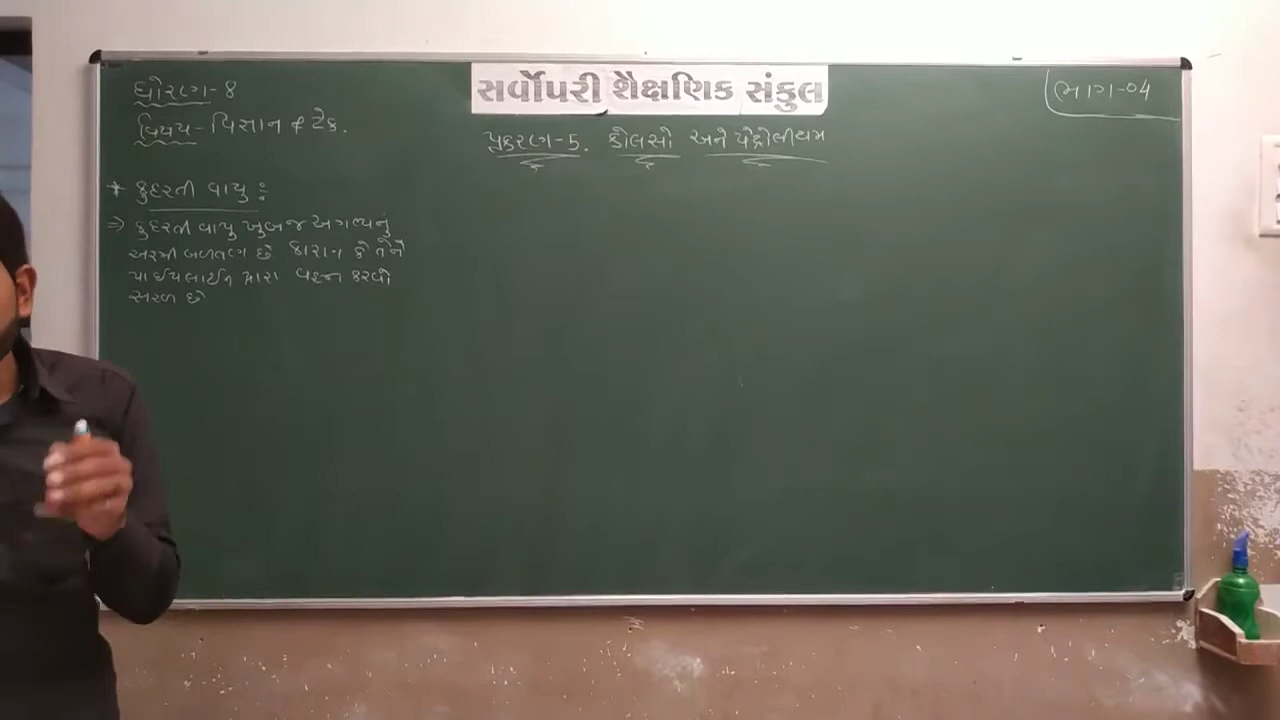 સર્વોપરી શૈક્ષણિક સંકુલ
ધોરણ-8
ભાગ-04
વિષય- વિજ્ઞાન & ટેક.
પ્રકરણ-5. કોલસો અને પેટ્રોલીયમ
* કુદરતી વાયુ :
⇒ કુદરતી વાયુ ખુબજ અગત્યનું
અશ્મી બળતણ છે કારણ કે તેને
પાઈપલાઈન દ્વારા વહન કરવો
સરળ છે